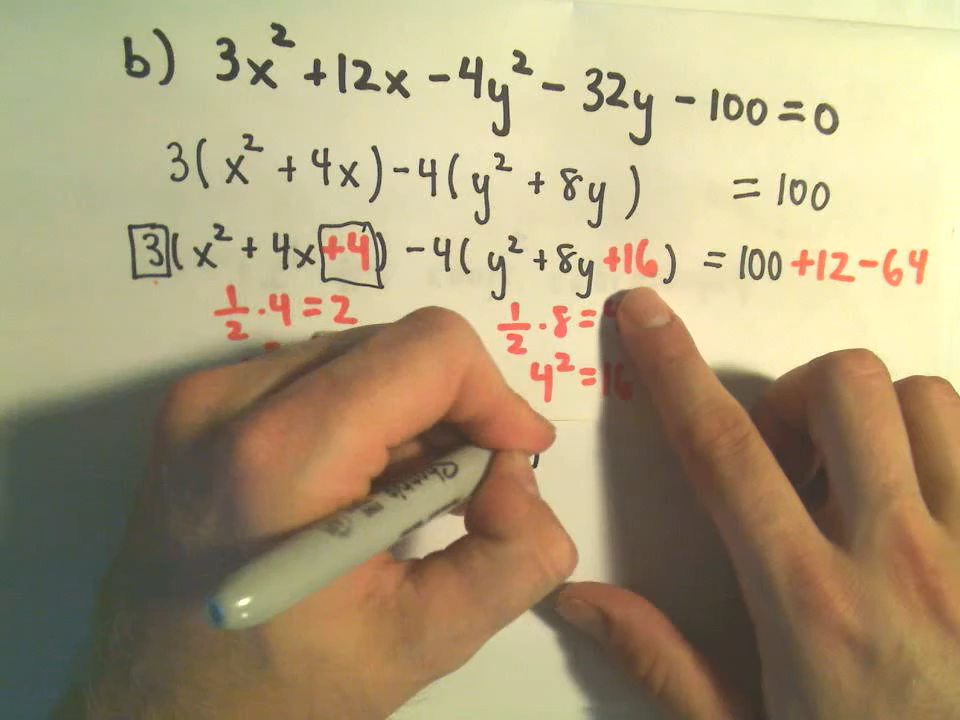 b) 3x² + 12x - 4y² - 32y - 100 = 0
3(x² + 4x) - 4(y² + 8y) = 100
3(x² + 4x +4) - 4(y² + 8y +16) = 100 +12 -64
1/2 · 4 = 2 1/2 · 8 =
4² = 16